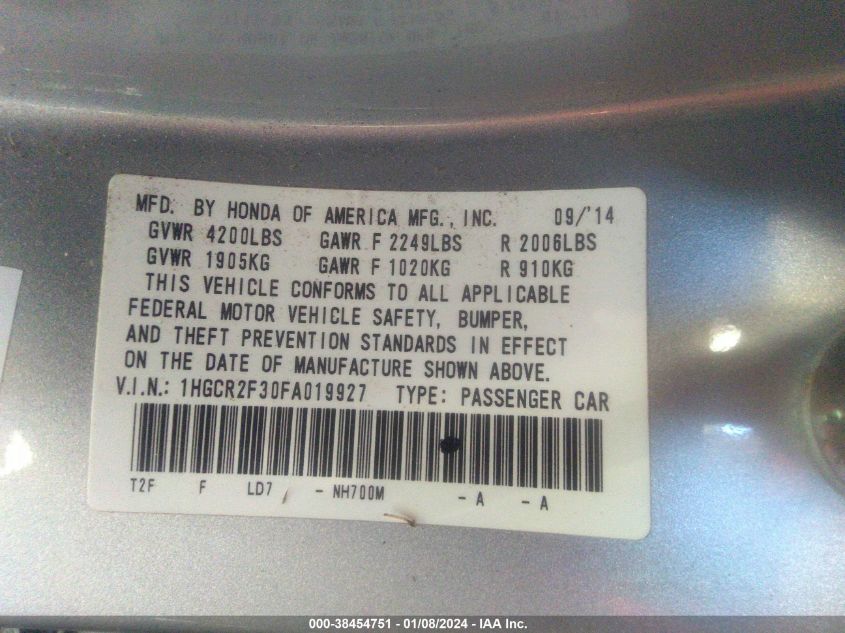 MFD. BY HONDA OF AMERICA MFG., INC. 09/'14
GVWR 4200LBS GAWR F 2249LBS R 2006LBS
GVWR 1905KG GAWR F 1020KG R 910KG
THIS VEHICLE CONFORMS TO ALL APPLICABLE
FEDERAL MOTOR VEHICLE SAFETY, BUMPER,
AND THEFT PREVENTION STANDARDS IN EFFECT
ON THE DATE OF MANUFACTURE SHOWN ABOVE.
V.I.N.: 1HGCR2F30FA019927 TYPE: PASSENGER CAR
T2F F LD7 - NH700M - A - A
000-38454751 - 01/08/2024 - IAA Inc.